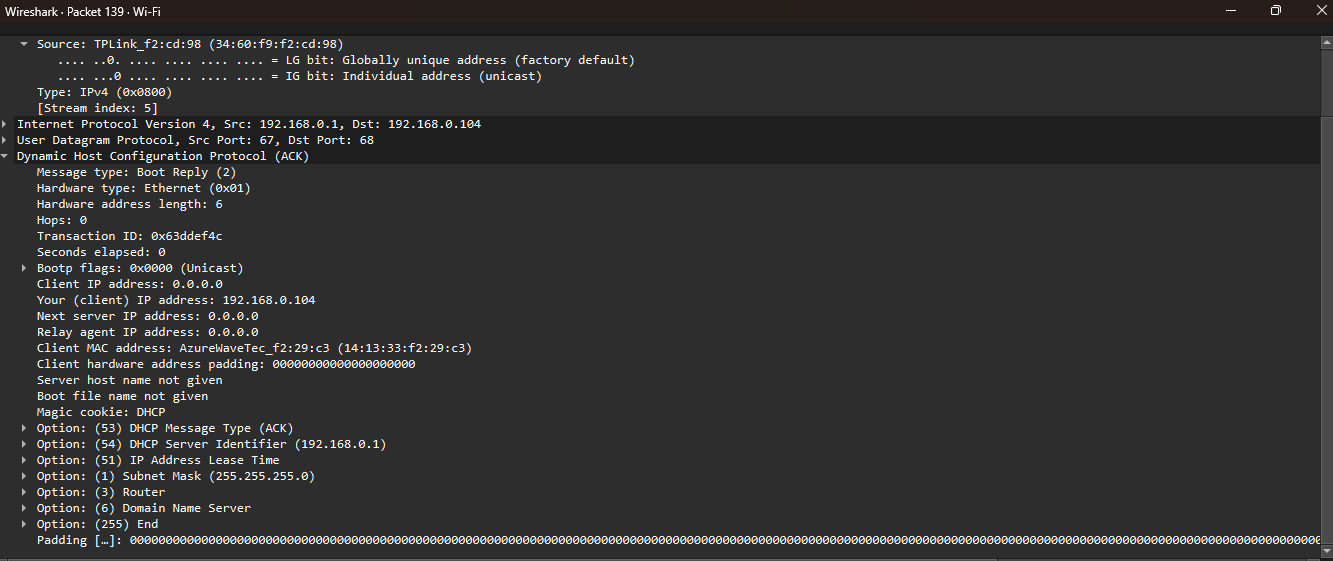 Wireshark · Packet 139 · Wi-Fi
Source: TPLink_f2:cd:98 (34:60:f9:f2:cd:98)
.... ..0. .... .... .... .... = LG bit: Globally unique address (factory default)
.... ...0 .... .... .... .... = IG bit: Individual address (unicast)
Type: IPv4 (0x0800)
[Stream index: 5]
Internet Protocol Version 4, Src: 192.168.0.1, Dst: 192.168.0.104
User Datagram Protocol, Src Port: 67, Dst Port: 68
Dynamic Host Configuration Protocol (ACK)
Message type: Boot Reply (2)
Hardware type: Ethernet (0x01)
Hardware address length: 6
Hops: 0
Transaction ID: 0x63ddef4c
Seconds elapsed: 0
Bootp flags: 0x0000 (Unicast)
Client IP address: 0.0.0.0
Your (client) IP address: 192.168.0.104
Next server IP address: 0.0.0.0
Relay agent IP address: 0.0.0.0
Client MAC address: AzureWaveTec_f2:29:c3 (14:13:33:f2:29:c3)
Client hardware address padding: 00000000000000000000
Server host name not given
Boot file name not given
Magic cookie: DHCP
Option: (53) DHCP Message Type (ACK)
Option: (54) DHCP Server Identifier (192.168.0.1)
Option: (51) IP Address Lease Time
Option: (1) Subnet Mask (255.255.255.0)
Option: (3) Router
Option: (6) Domain Name Server
Option: (255) End
Padding […]: